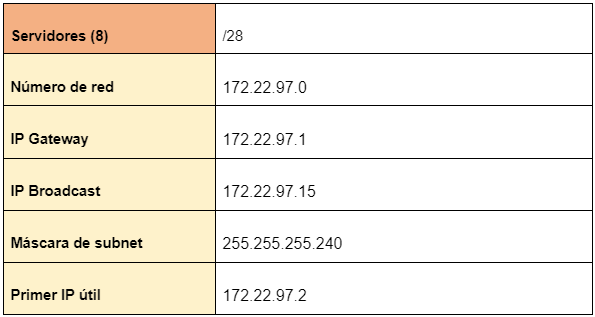 Servidores (8) /28
Número de red 172.22.97.0
IP Gateway 172.22.97.1
IP Broadcast 172.22.97.15
Máscara de subnet 255.255.255.240
Primer IP útil 172.22.97.2